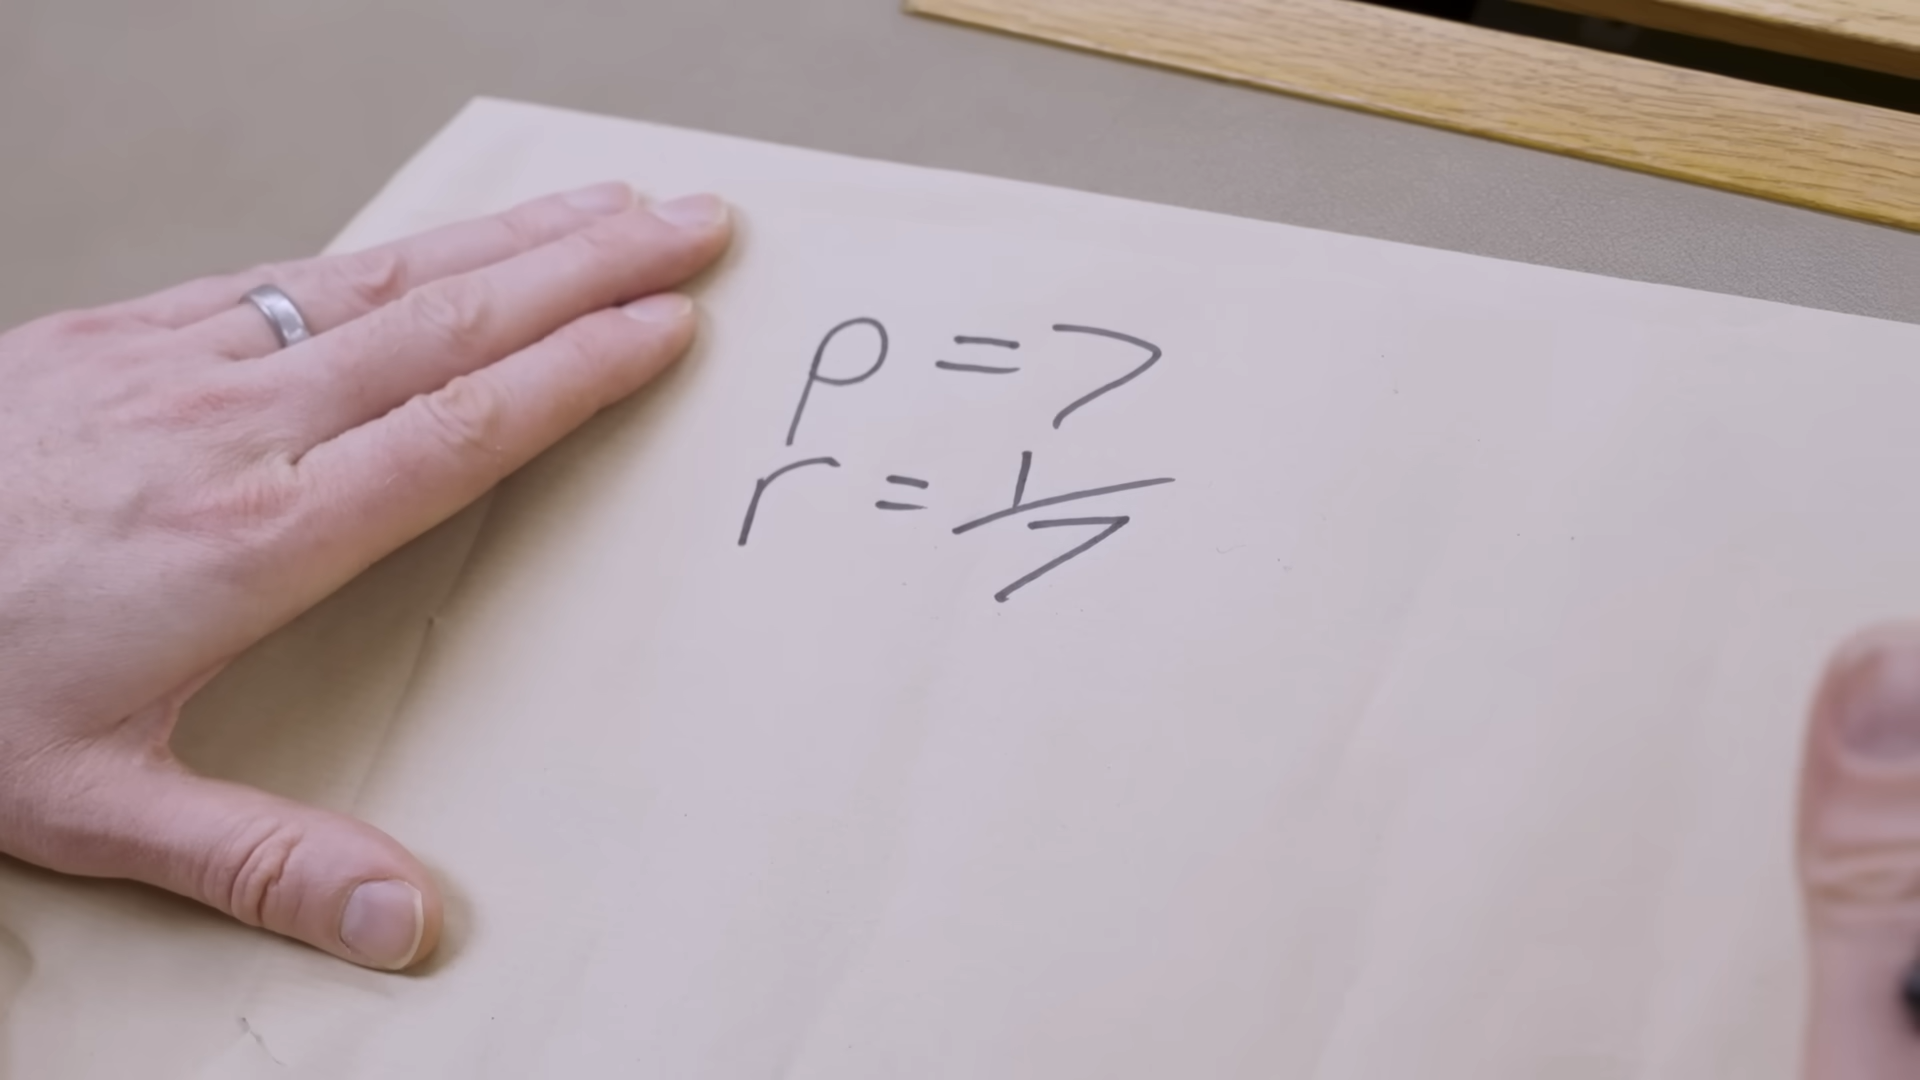 p = 7
r = 1/7